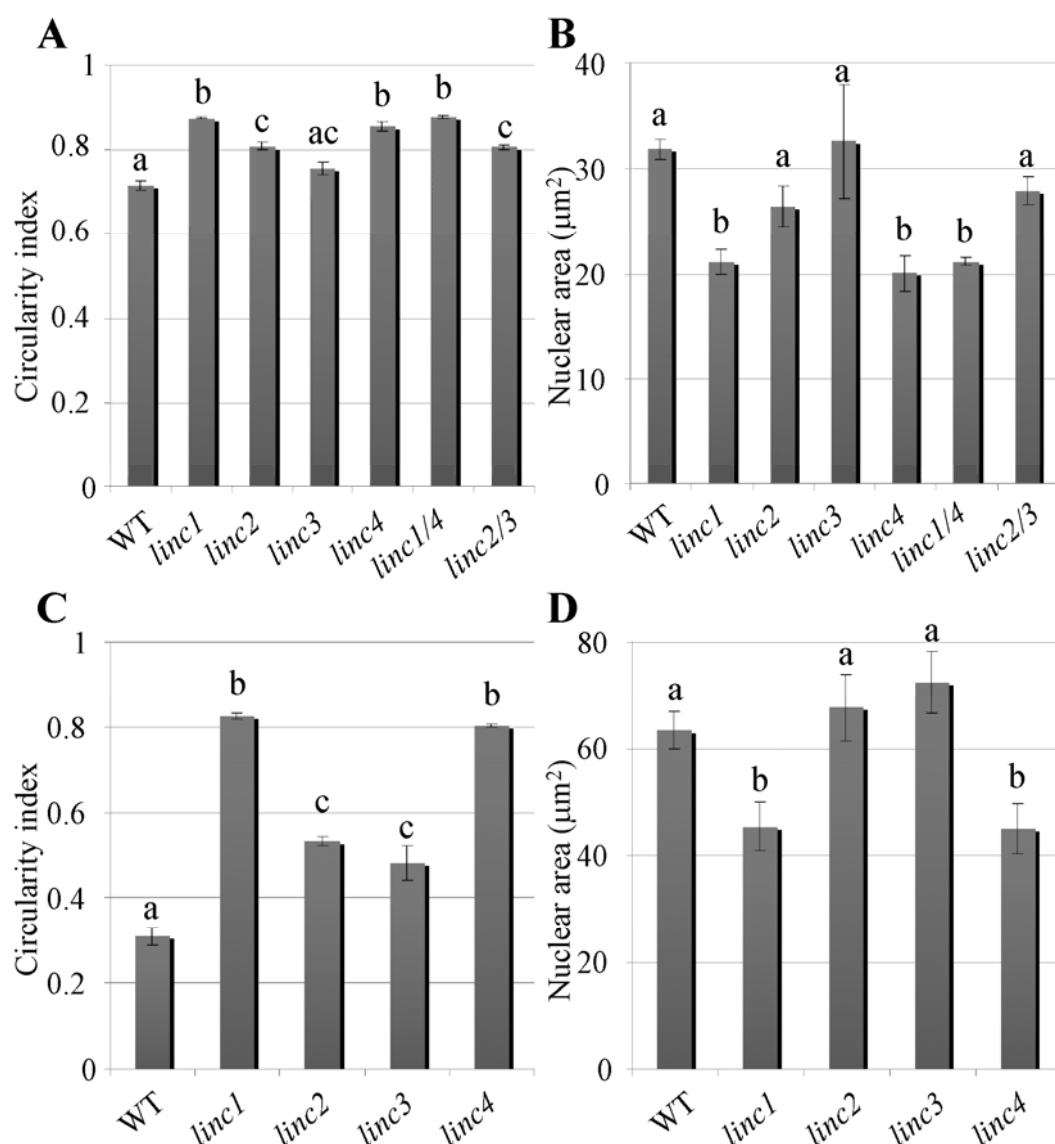 A
Circularity index
1
0.8
0.6
0.4
0.2
0
a
b
c
ac
b
b
c
WT
linc1
linc2
linc3
linc4
linc1/4
linc2/3
B
Nuclear area (μm²)
40
30
20
10
0
a
b
a
a
b
b
a
WT
linc1
linc2
linc3
linc4
linc1/4
linc2/3
C
Circularity index
1
0.8
0.6
0.4
0.2
0
a
b
c
c
b
WT
linc1
linc2
linc3
linc4
D
Nuclear area (μm²)
80
60
40
20
0
a
b
a
a
b
WT
linc1
linc2
linc3
linc4